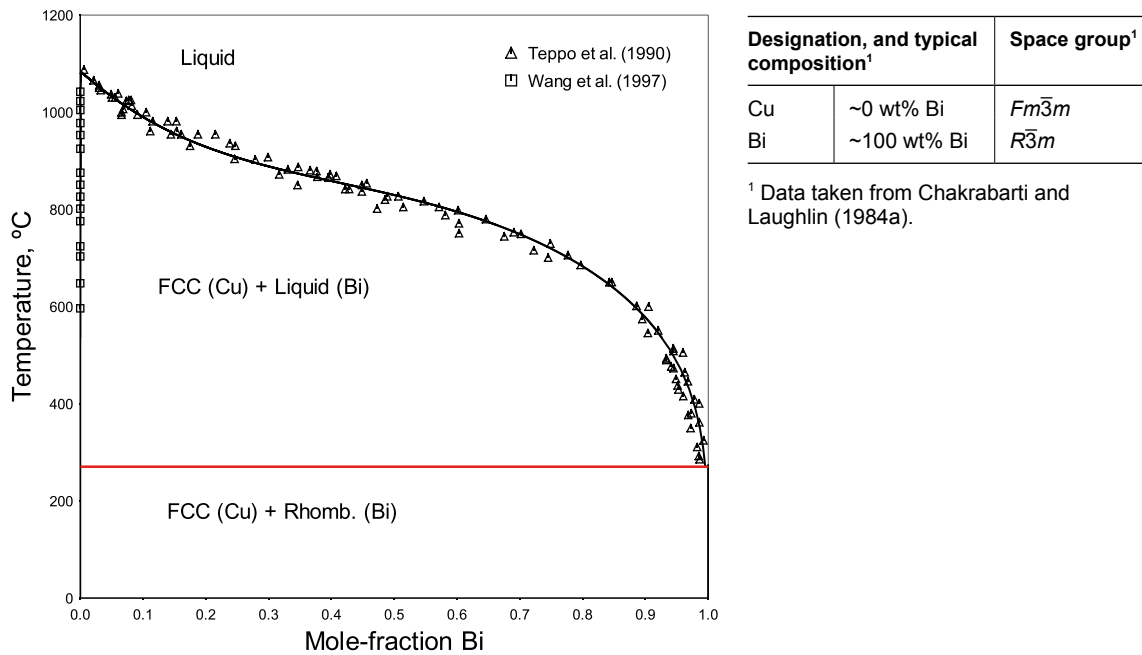 1200
1000
800
600
400
200
0
Temperature, ºC
Liquid
Teppo et al. (1990)
Wang et al. (1997)
FCC (Cu) + Liquid (Bi)
FCC (Cu) + Rhomb. (Bi)
0.0 0.1 0.2 0.3 0.4 0.5 0.6 0.7 0.8 0.9 1.0
Mole-fraction Bi
Designation, and typical composition¹ Space group¹
Cu ~0 wt% Bi Fm3̅m
Bi ~100 wt% Bi R3̅m
¹ Data taken from Chakrabarti and
Laughlin (1984a).